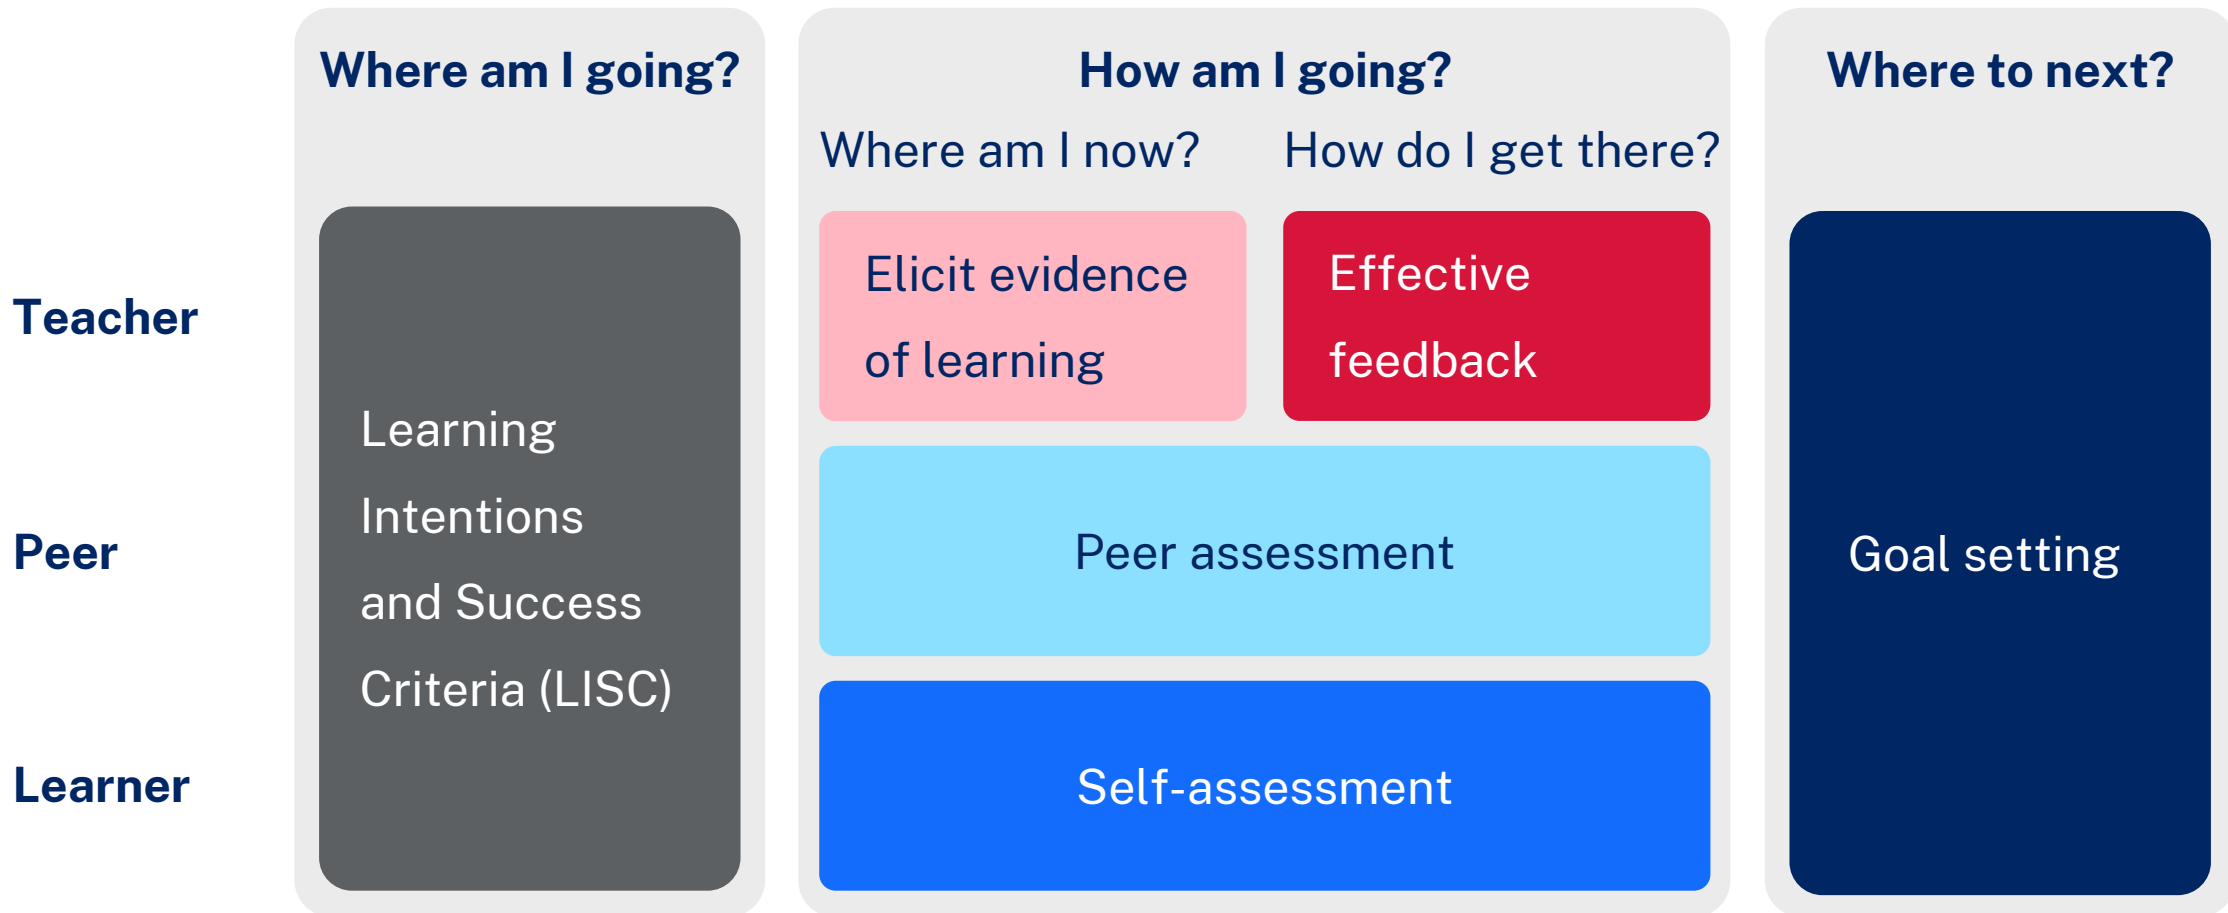 Where am I going?
How am I going?
Where to next?
Where am I now?
How do I get there?
Teacher
Peer
Learner
Learning
Intentions
and Success
Criteria (LISC)
Elicit evidence
of learning
Effective
feedback
Peer assessment
Self-assessment
Goal setting